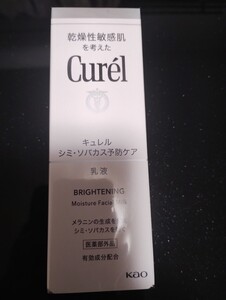 乾燥性敏感肌
を考えた
Curél
キュレル
シミ・ソバカス予防ケア
乳液
BRIGHTENING
Moisture Facial Milk
メラニンの生成を
シミ・ソバカスを
医薬部外品
有効成分配合
Kao